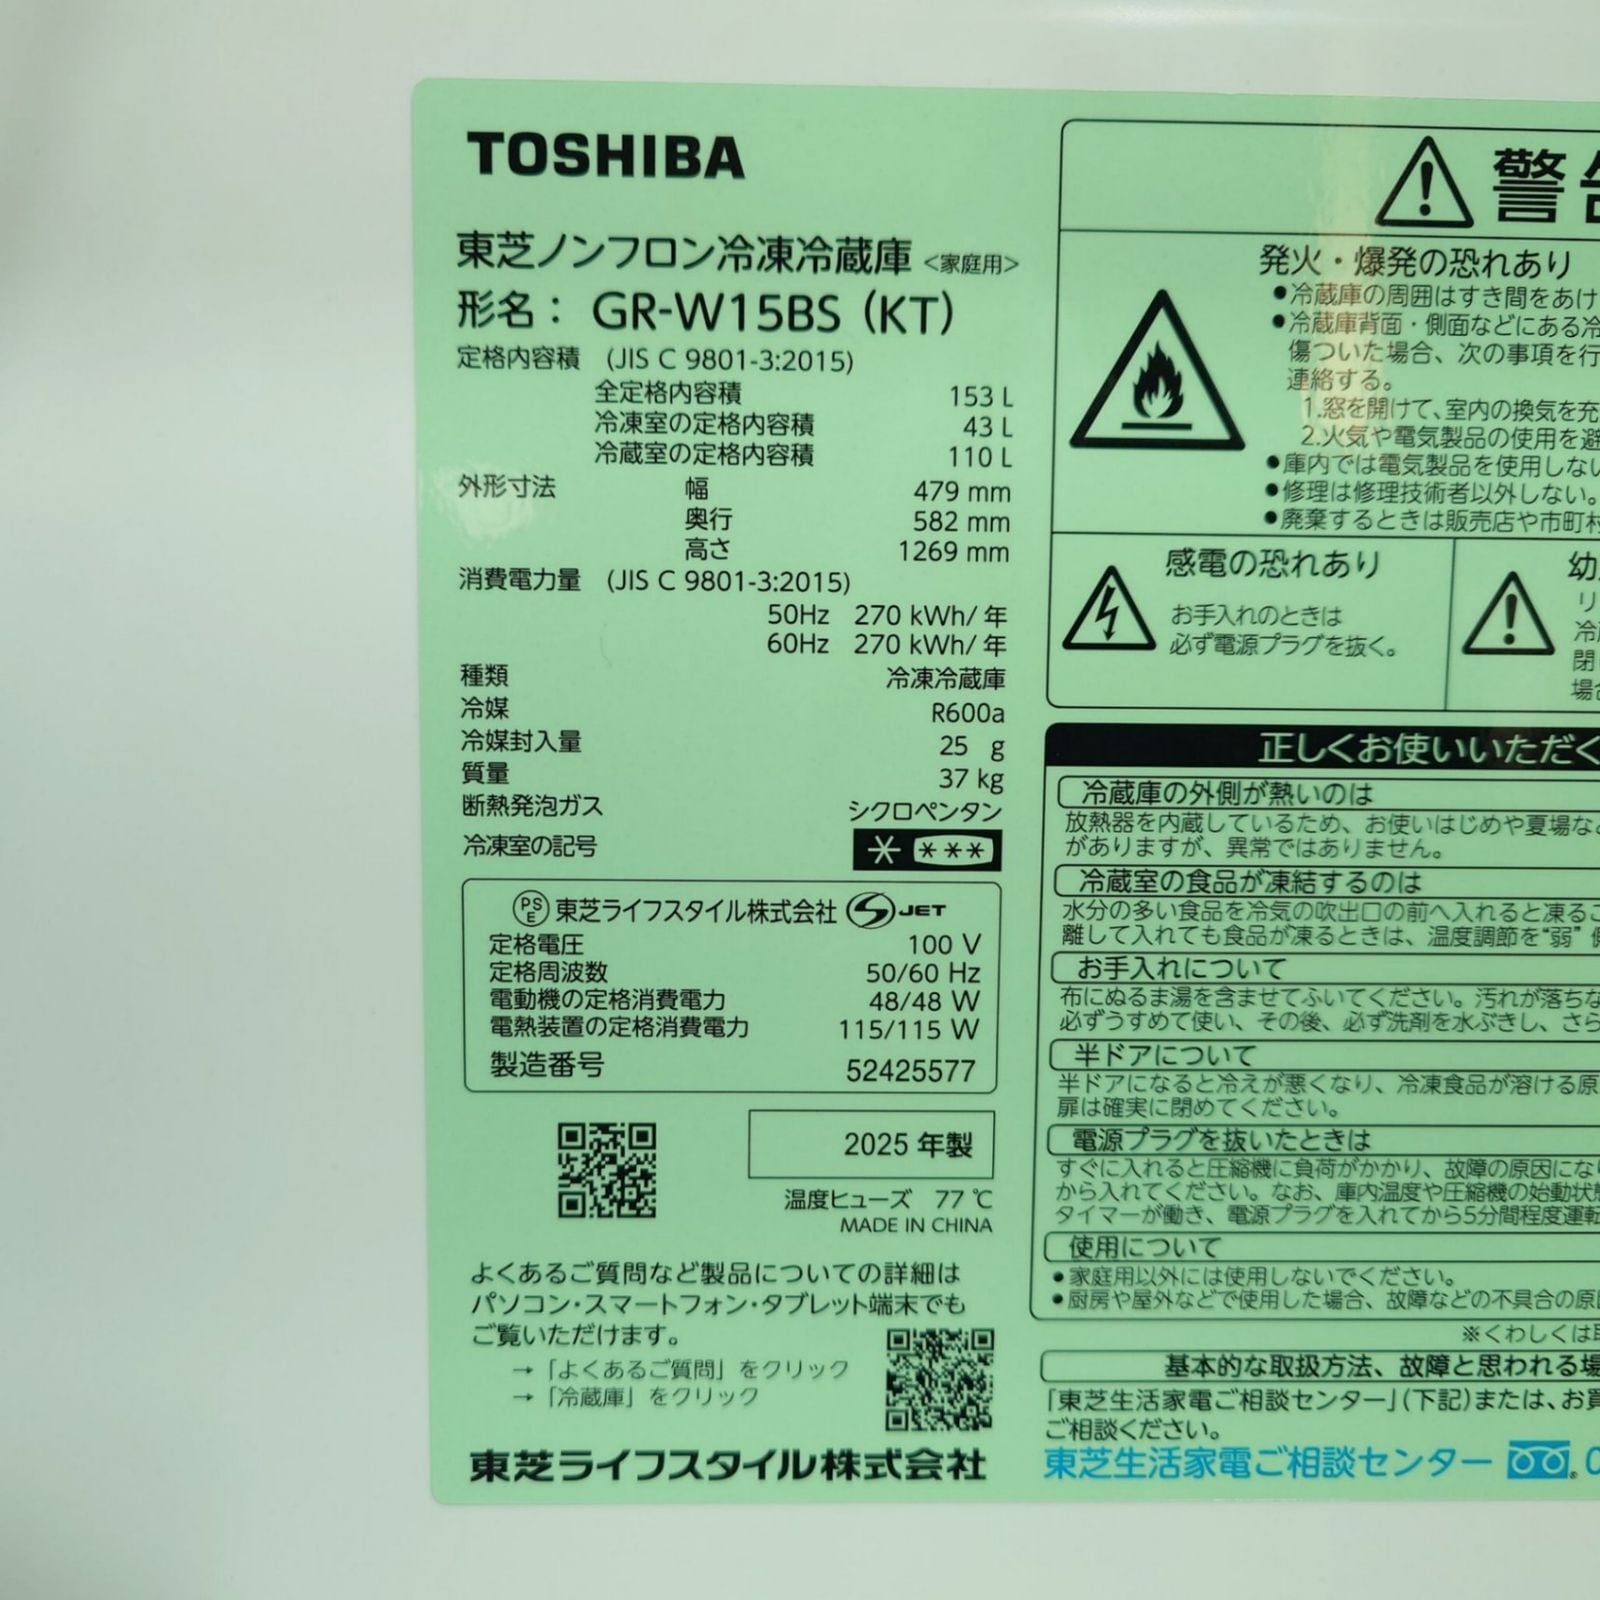 TOSHIBA
東芝ノンフロン冷凍冷蔵庫 <家庭用>
形名： GR-W15BS (KT)
定格内容積 (JIS C 9801-3:2015)
全定格内容積 153 L
冷凍室の定格内容積 43 L
冷蔵室の定格内容積 110 L
外形寸法 幅 479 mm
奥行 582 mm
高さ 1269 mm
消費電力量 (JIS C 9801-3:2015)
50Hz 270 kWh/年
60Hz 270 kWh/年
種類 冷凍冷蔵庫
冷媒 R600a
冷媒封入量 25 g
質量 37 kg
断熱発泡ガス シクロペンタン
冷凍室の記号 * ***
PSE 東芝ライフスタイル株式会社 S JET
定格電圧 100 V
定格周波数 50/60 Hz
電動機の定格消費電力 48/48 W
電熱装置の定格消費電力 115/115 W
製造番号 52425577
2025 年製
温度ヒューズ 77 ℃
MADE IN CHINA
よくあるご質問など製品についての詳細は
パソコン・スマートフォン・タブレット端末でも
ご覧いただけます。
→「よくあるご質問」をクリック
→「冷蔵庫」をクリック
東芝ライフスタイル株式会社
警告
発火・爆発の恐れあり
●冷蔵庫の周囲はすき間をあけ
●冷蔵庫背面・側面などにある冷
傷ついた場合、次の事項を行
連絡する。
1.窓を開けて、室内の換気を充
2.火気や電気製品の使用を避
●庫内では電気製品を使用しない
●修理は修理技術者以外しない。
●廃棄するときは販売店や市町村
感電の恐れあり
お手入れのときは
必ず電源プラグを抜く。
幼
リ
冷
閉
場合
正しくお使いいただく
冷蔵庫の外側が熱いのは
放熱器を内蔵しているため、お使いはじめや夏場など
がありますが、異常ではありません。
冷蔵室の食品が凍結するのは
水分の多い食品を冷気の吹出口の前へ入れると凍るこ
離して入れても食品が凍るときは、温度調節を“弱”側
お手入れについて
布にぬるま湯を含ませてふいてください。汚れが落ちな
必ずうすめて使い、その後、必ず洗剤を水ぶきし、さら
半ドアについて
半ドアになると冷えが悪くなり、冷凍食品が溶ける原
扉は確実に閉めてください。
電源プラグを抜いたときは
すぐに入れると圧縮機に負荷がかかり、故障の原因になり
から入れてください。なお、庫内温度や圧縮機の始動状態
タイマーが働き、電源プラグを入れてから5分間程度運転
使用について
●家庭用以外には使用しないでください。
●厨房や屋外などで使用した場合、故障などの不具合の原因
※くわしくは取
基本的な取扱方法、故障と思われる場
「東芝生活家電ご相談センター」(下記)または、お買
ご相談ください。
東芝生活家電ご相談センター 0